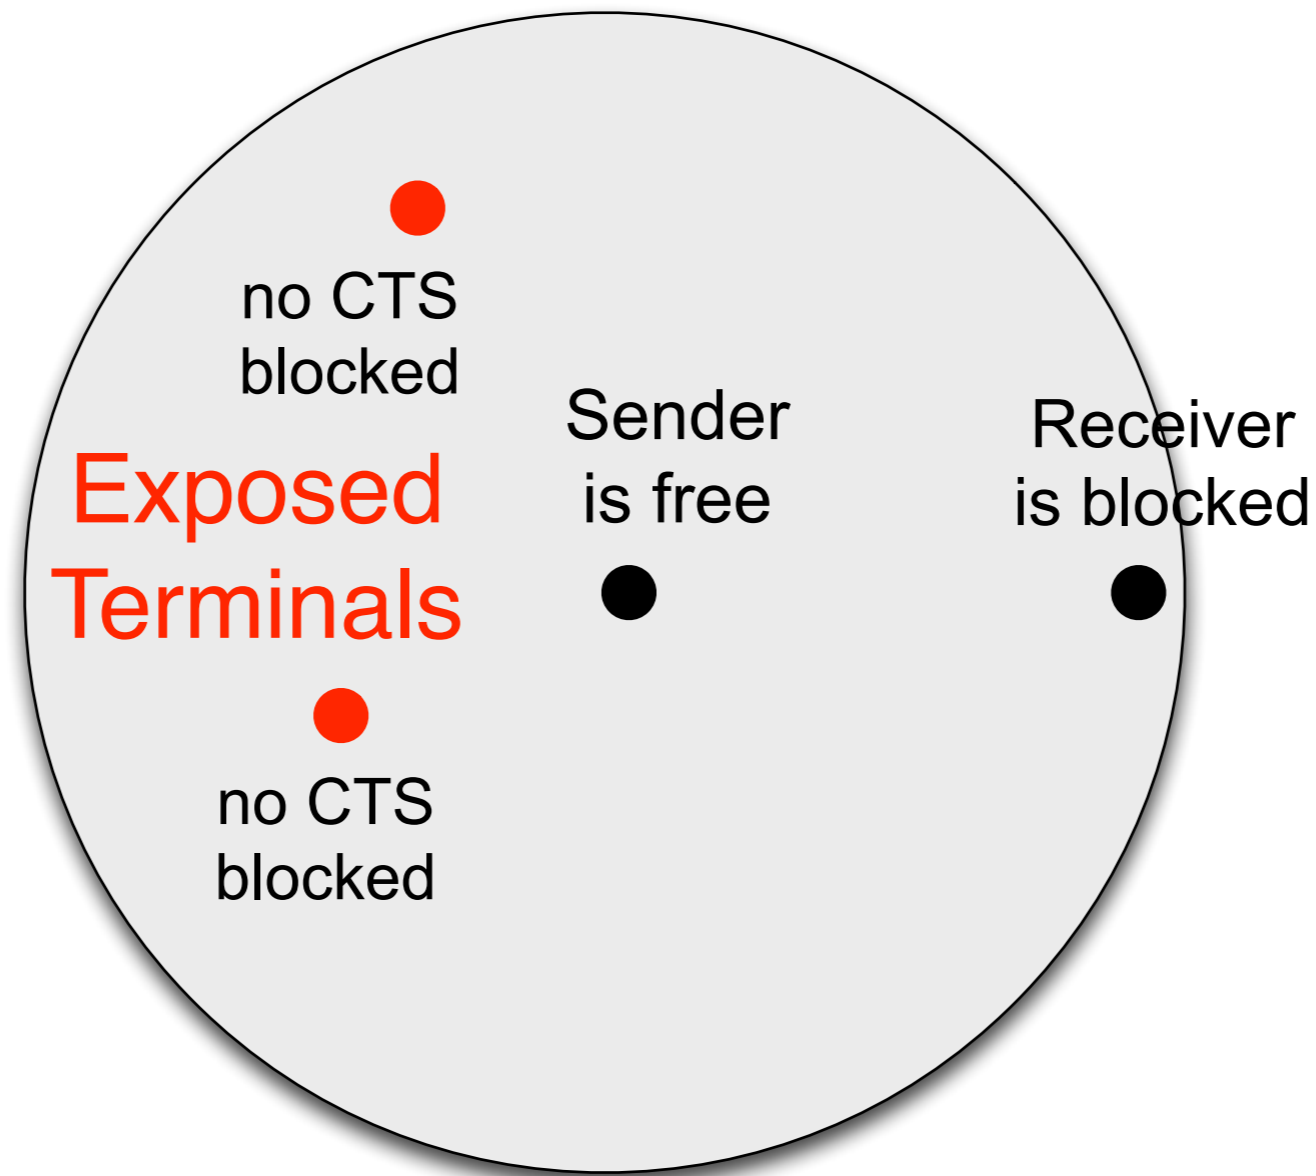 no CTS
blocked
Sender
is free
Receiver
is blocked
Exposed
Terminals
no CTS
blocked